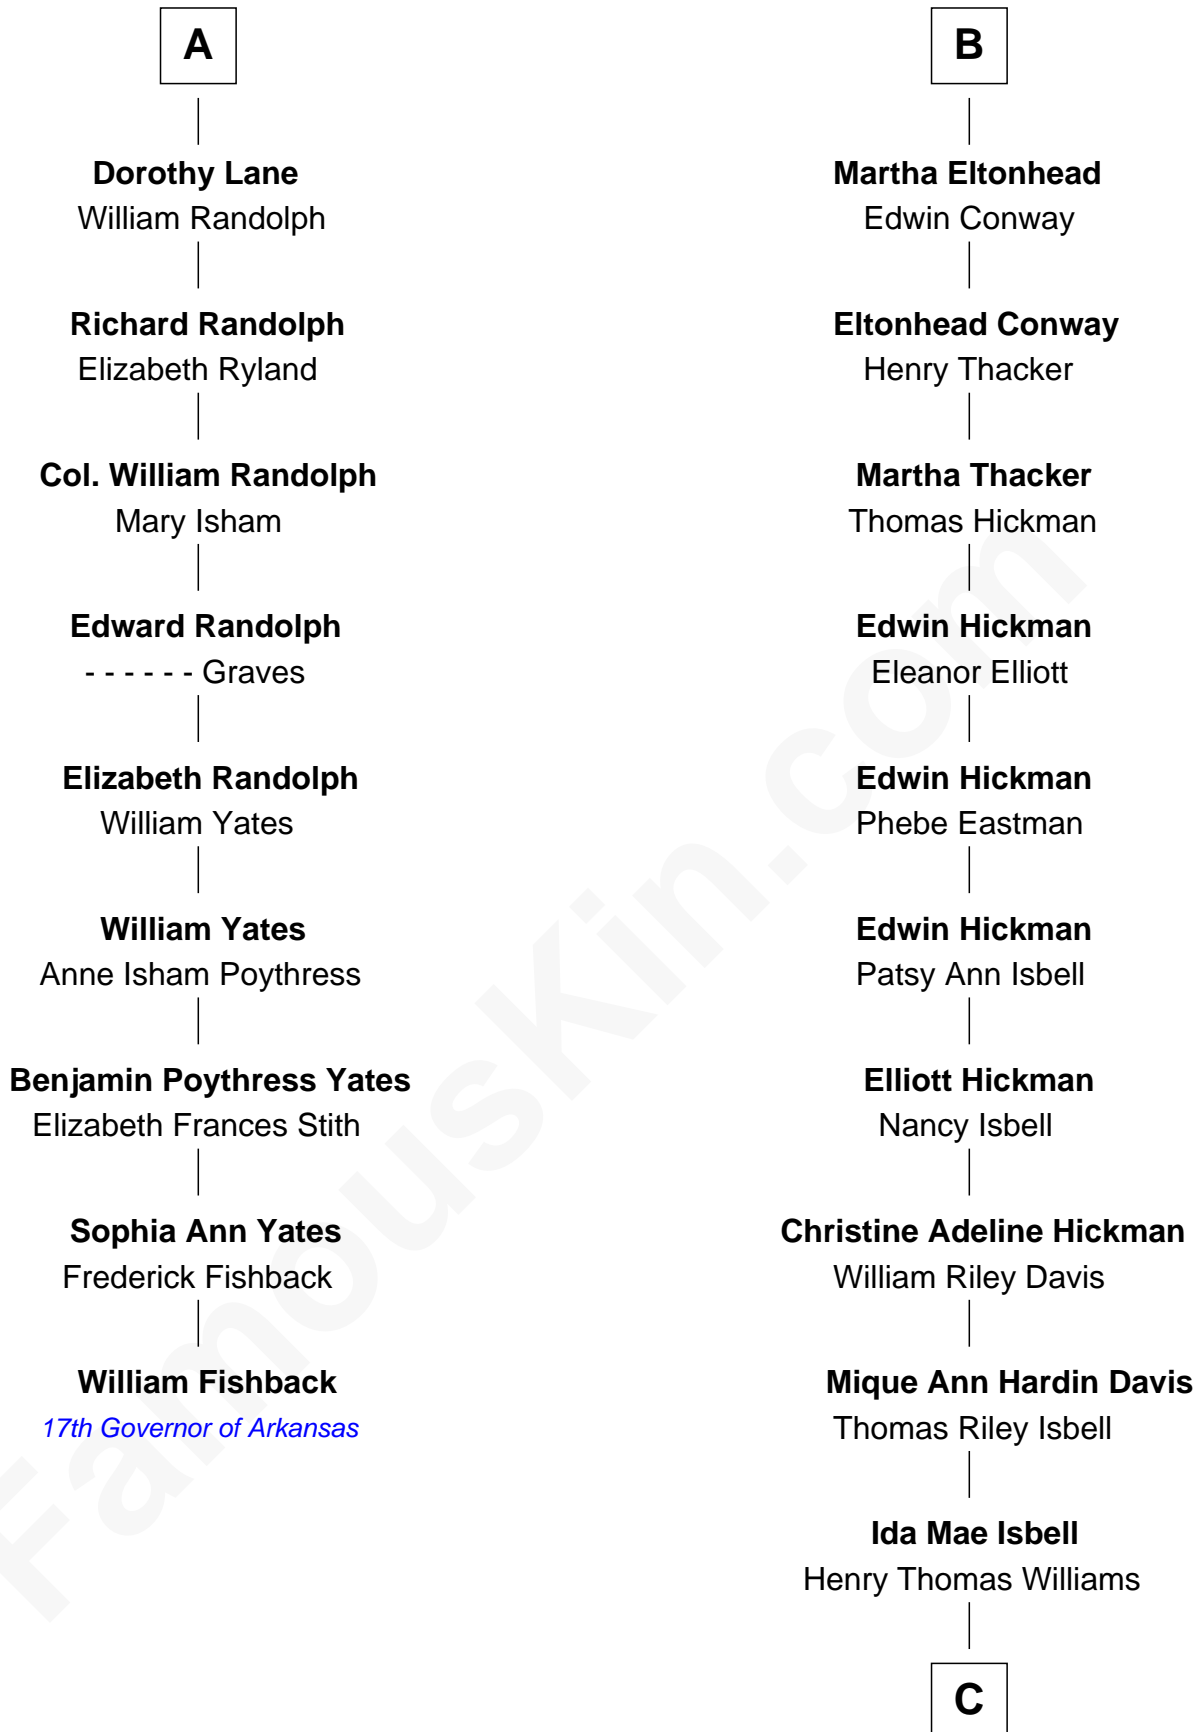 A
Dorothy Lane
William Randolph
Richard Randolph
Elizabeth Ryland
Col. William Randolph
Mary Isham
Edward Randolph
- - - - - - Graves
Elizabeth Randolph
William Yates
William Yates
Anne Isham Poythress
Benjamin Poythress Yates
Elizabeth Frances Stith
Sophia Ann Yates
Frederick Fishback
William Fishback
17th Governor of Arkansas
B
Martha Eltonhead
Edwin Conway
Eltonhead Conway
Henry Thacker
Martha Thacker
Thomas Hickman
Edwin Hickman
Eleanor Elliott
Edwin Hickman
Phebe Eastman
Edwin Hickman
Patsy Ann Isbell
Elliott Hickman
Nancy Isbell
Christine Adeline Hickman
William Riley Davis
Mique Ann Hardin Davis
Thomas Riley Isbell
Ida Mae Isbell
Henry Thomas Williams
C
FamousKin.com